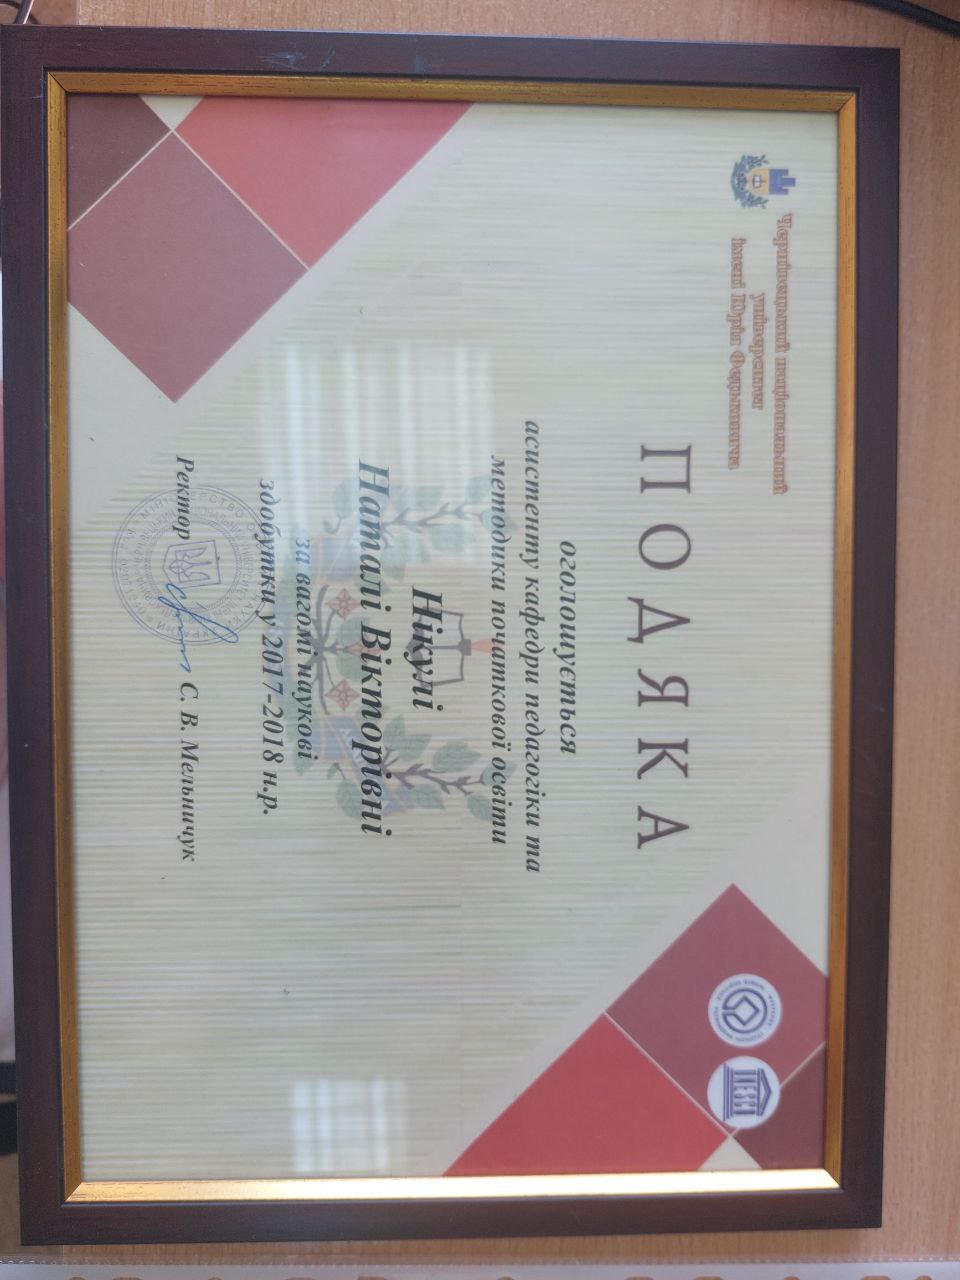 Чернівецький національний
університет
імені Юрія Федьковича
ПОДЯКА
оголошується
асистенту кафедри педагогіки та
методики початкової освіти
Нікулі
Наталі Вікторівні
за вагомі наукові
здобутки у 2017-2018 н.р.
Ректор С. В. Мельничук
UNESCO